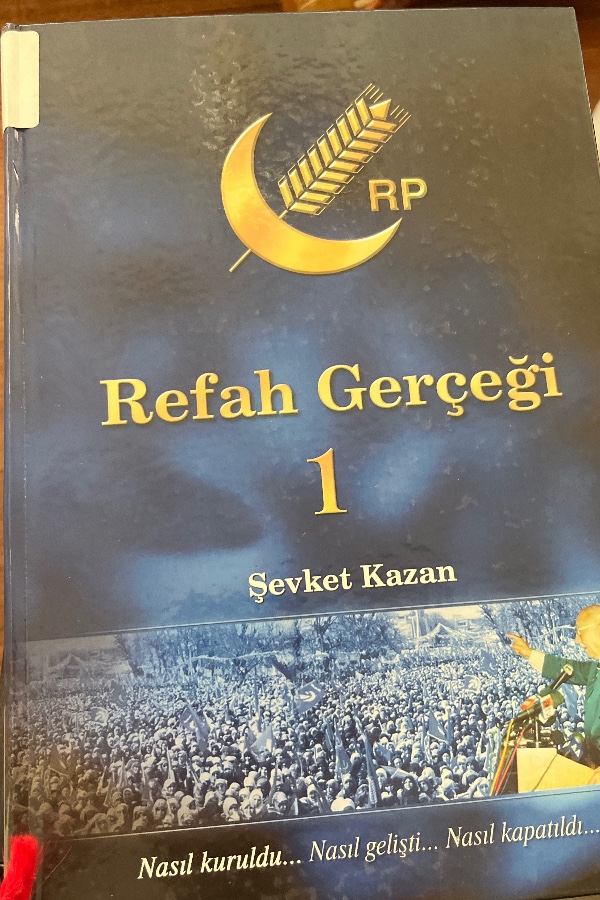 RP
Refah Gerçeği
1
Şevket Kazan
Nasıl kuruldu... Nasıl gelişti... Nasıl kapatıldı...